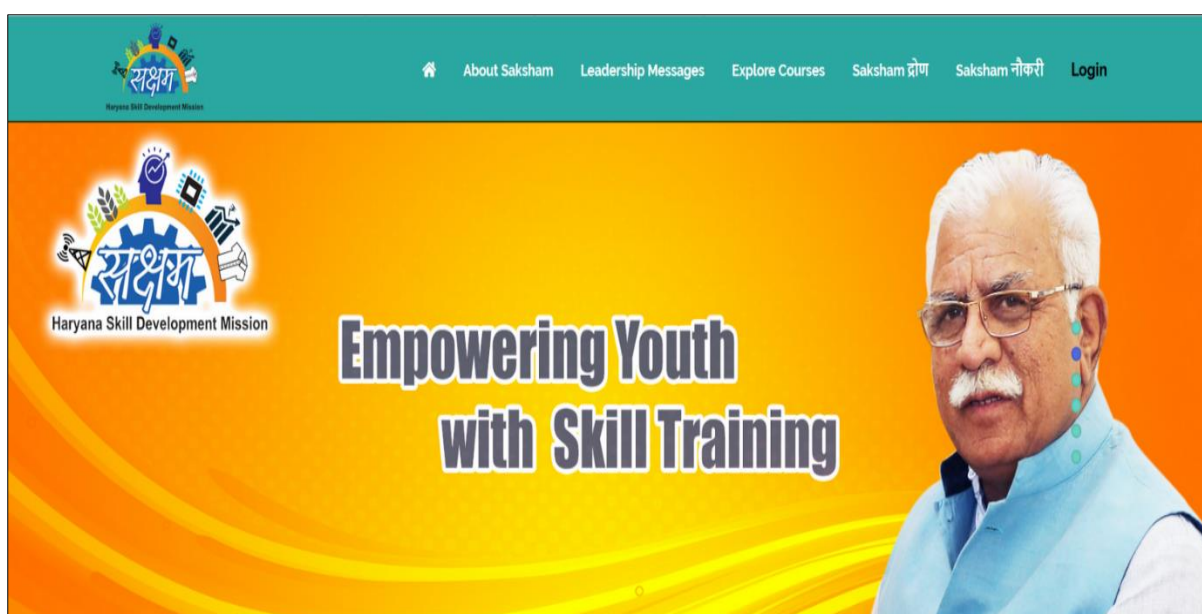 सक्षम
Haryana Skill Development Mission
About Saksham Leadership Messages Explore Courses Saksham द्रोण Saksham नौकरी Login
सक्षम
Haryana Skill Development Mission
Empowering Youth
with Skill Training